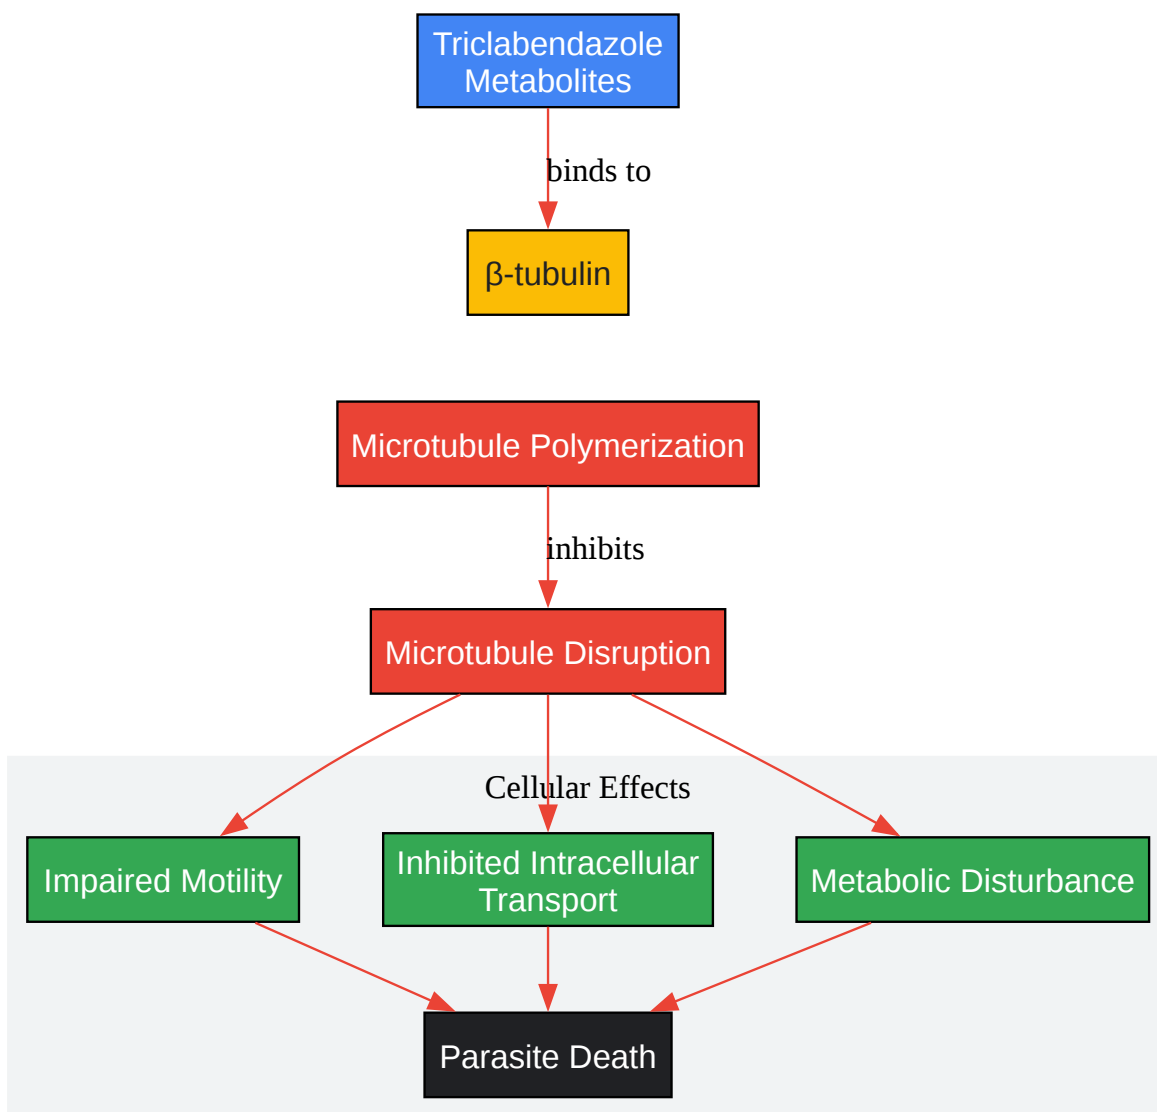 Triclabendazole
Metabolites
binds to
β-tubulin
Microtubule Polymerization
inhibits
Microtubule Disruption
Cellular Effects
Impaired Motility
Inhibited Intracellular
Transport
Metabolic Disturbance
Parasite Death